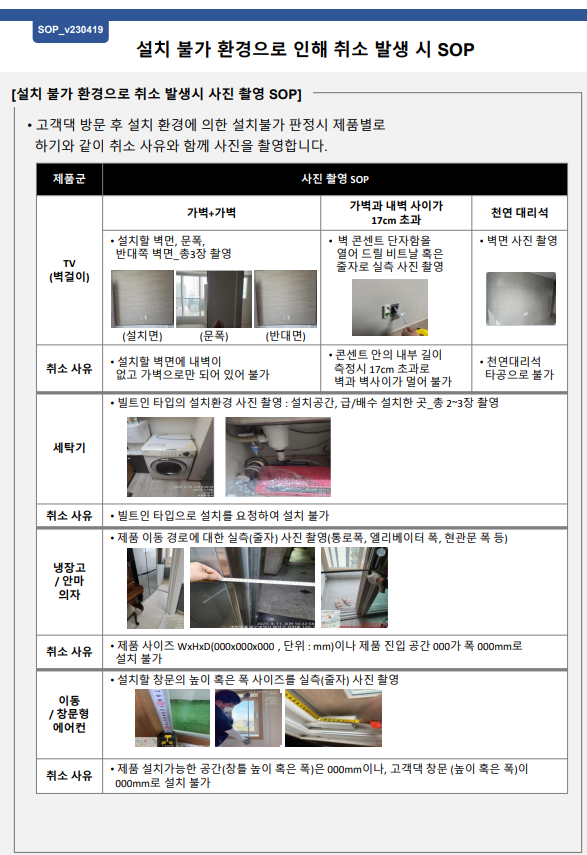 SOP_v230419
설치 불가 환경으로 인해 취소 발생 시 SOP
[설치 불가 환경으로 취소 발생시 사진 촬영 SOP]
• 고객댁 방문 후 설치 환경에 의한 설치불가 판정시 제품별로
하기와 같이 취소 사유와 함께 사진을 촬영합니다.
제품군
사진 촬영 SOP
TV
(벽걸이)
가벽+가벽
가벽과 내벽 사이가
17cm 초과
천연 대리석
• 설치할 벽면, 문폭,
반대쪽 벽면_총3장 촬영
(설치면)
(문폭)
(반대면)
• 벽 콘센트 단자함을
열어 드릴 비트날 혹은
줄자로 실측 사진 촬영
• 벽면 사진 촬영
취소 사유
• 설치할 벽면에 내벽이
없고 가벽으로만 되어 있어 불가
• 콘센트 안의 내부 길이
측정시 17cm 초과로
벽과 벽사이가 멀어 불가
• 천연대리석
타공으로 불가
세탁기
• 빌트인 타입의 설치환경 사진 촬영 : 설치공간, 급/배수 설치한 곳_총 2~3장 촬영
취소 사유
• 빌트인 타입으로 설치를 요청하여 설치 불가
냉장고
/ 안마
의자
• 제품 이동 경로에 대한 실측(줄자) 사진 촬영(통로폭, 엘리베이터 폭, 현관문 폭 등)
취소 사유
• 제품 사이즈 WxHxD(000x000x000 , 단위 : mm)이나 제품 진입 공간 000가 폭 000mm로
설치 불가
이동
/ 창문형
에어컨
• 설치할 창문의 높이 혹은 폭 사이즈를 실측(줄자) 사진 촬영
취소 사유
• 제품 설치가능한 공간(창틀 높이 혹은 폭)은 000mm이나, 고객댁 창문 (높이 혹은 폭)이
000mm로 설치 불가